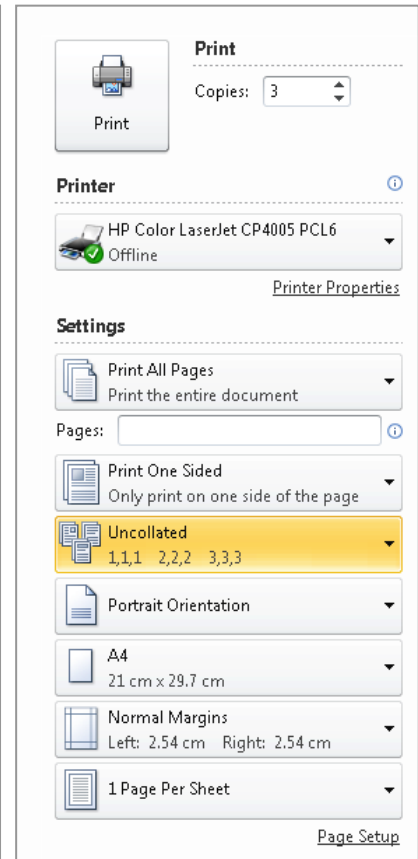 Print
Copies: 3
Print
Printer
HP Color LaserJet CP4005 PCL6
Offline
Printer Properties
Settings
Print All Pages
Print the entire document
Pages:
Print One Sided
Only print on one side of the page
Uncollated
1,1,1 2,2,2 3,3,3
Portrait Orientation
A4
21 cm x 29.7 cm
Normal Margins
Left: 2.54 cm Right: 2.54 cm
1 Page Per Sheet
Page Setup